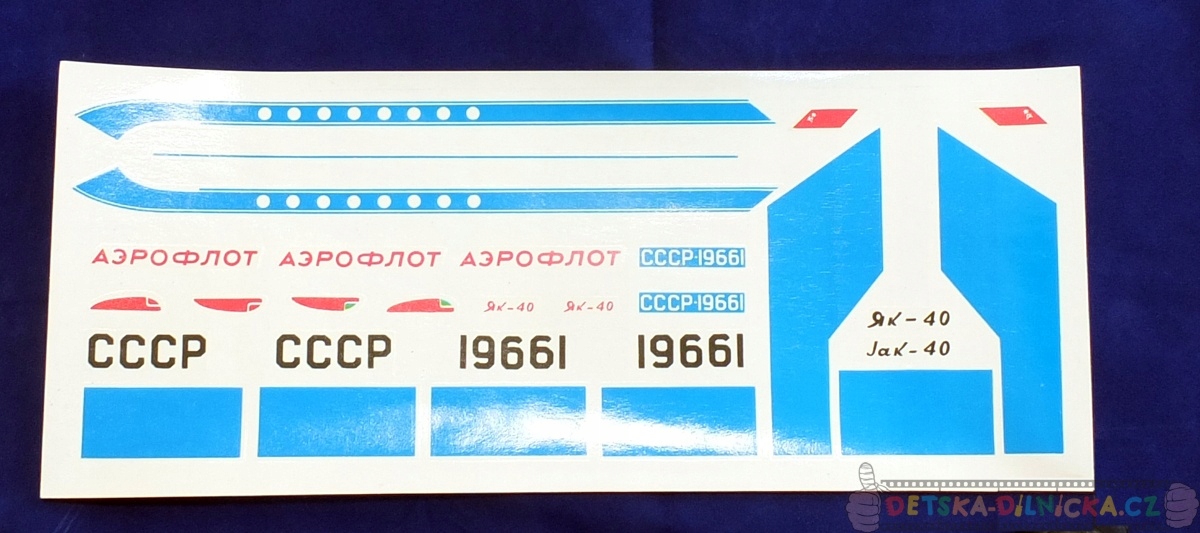 АЭРОФЛОТ АЭРОФЛОТ АЭРОФЛОТ СССР-19661
Як-40 Як-40 СССР-19661
СССР СССР 19661 19661
Як-40
Jak-40
DETSKA-DiLNiCKA.CZ